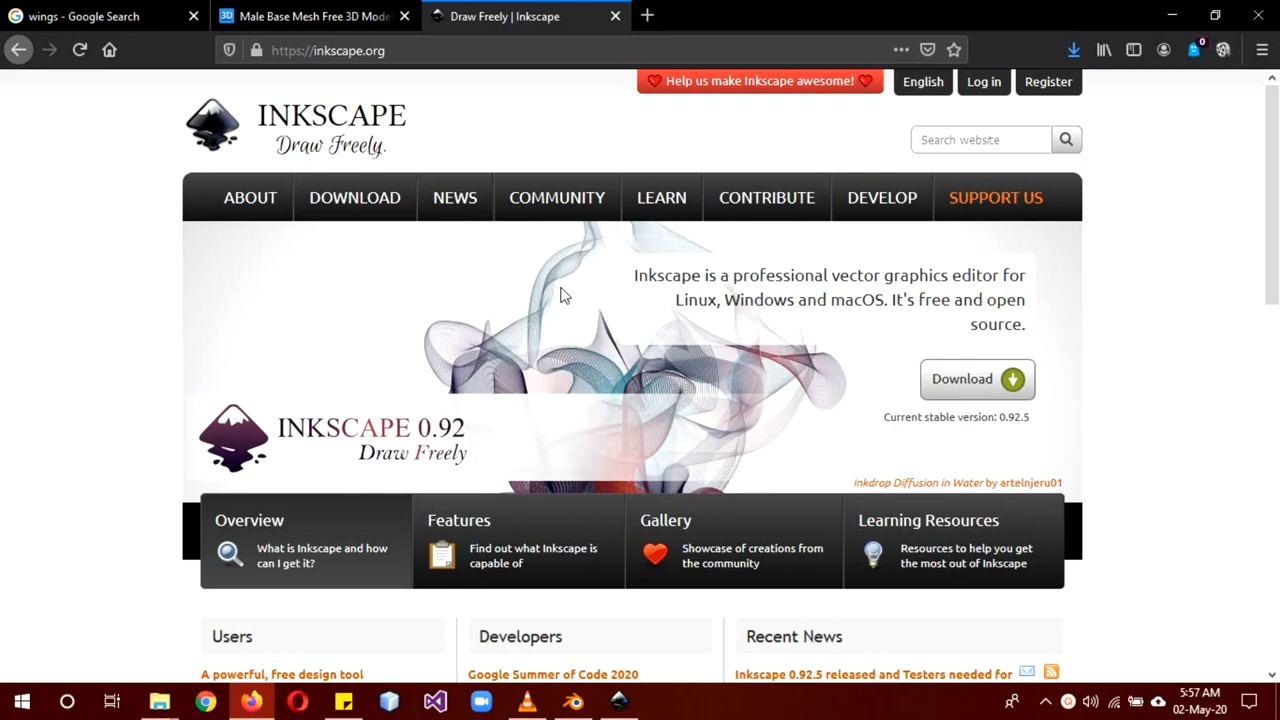 wings - Google Search
3D
Male Base Mesh Free 3D Mode
Draw Freely | Inkscape
https://inkscape.org
0
Help us make Inkscape awesome!
English
Log in
Register
INKSCAPE
Draw Freely.
Search website
ABOUT
DOWNLOAD
NEWS
COMMUNITY
LEARN
CONTRIBUTE
DEVELOP
SUPPORT US
Inkscape is a professional vector graphics editor for
Linux, Windows and macOS. It's free and open
source.
Download
Current stable version: 0.92.5
INKSCAPE 0.92
Draw Freely
Inkdrop Diffusion in Water by artelnjeru01
Overview
What is Inkscape and how
can I get it?
Features
Find out what Inkscape is
capable of
Gallery
Showcase of creations from
the community
Learning Resources
Resources to help you get
the most out of Inkscape
Users
Developers
Recent News
A powerful, free design tool
Google Summer of Code 2020
Inkscape 0.92.5 released and Testers needed for
5:57 AM
02-May-20